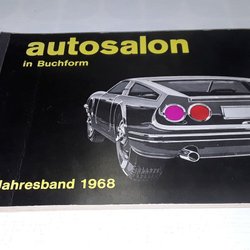 autosalon
in Buchform
Jahresband 1968